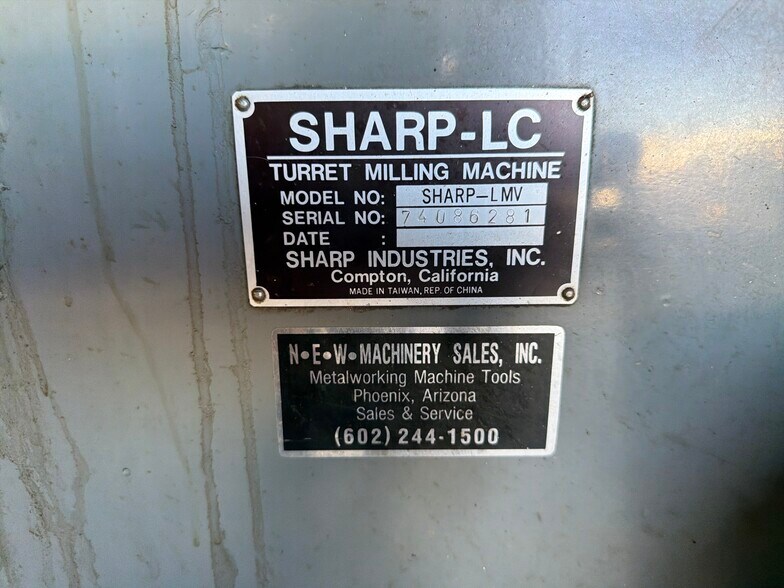 SHARP-LC
TURRET MILLING MACHINE
MODEL NO: SHARP-LMV
SERIAL NO: 74086281
DATE :
SHARP INDUSTRIES, INC.
Compton, California
MADE IN TAIWAN, REP. OF CHINA
N•E•W•MACHINERY SALES, INC.
Metalworking Machine Tools
Phoenix, Arizona
Sales & Service
(602) 244-1500